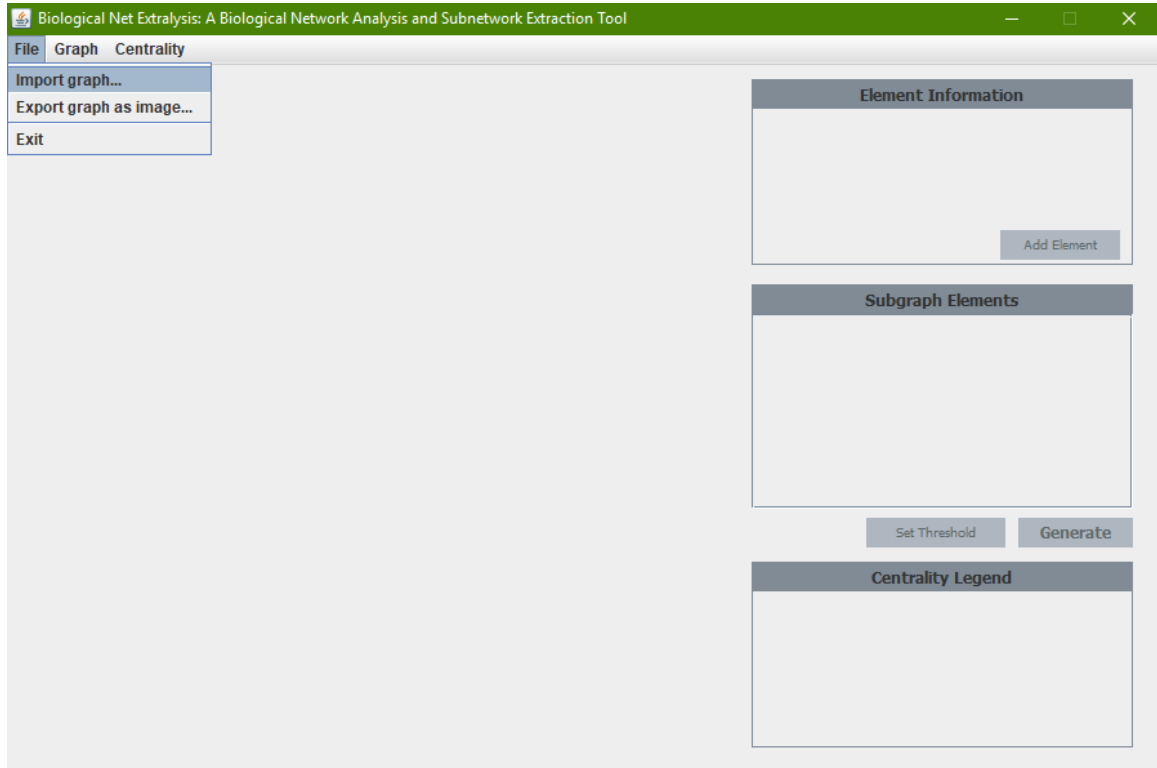 Biological Net Extralysis: A Biological Network Analysis and Subnetwork Extraction Tool
File Graph Centrality
Import graph...
Export graph as image...
Exit
Element Information
Add Element
Subgraph Elements
Set Threshold Generate
Centrality Legend